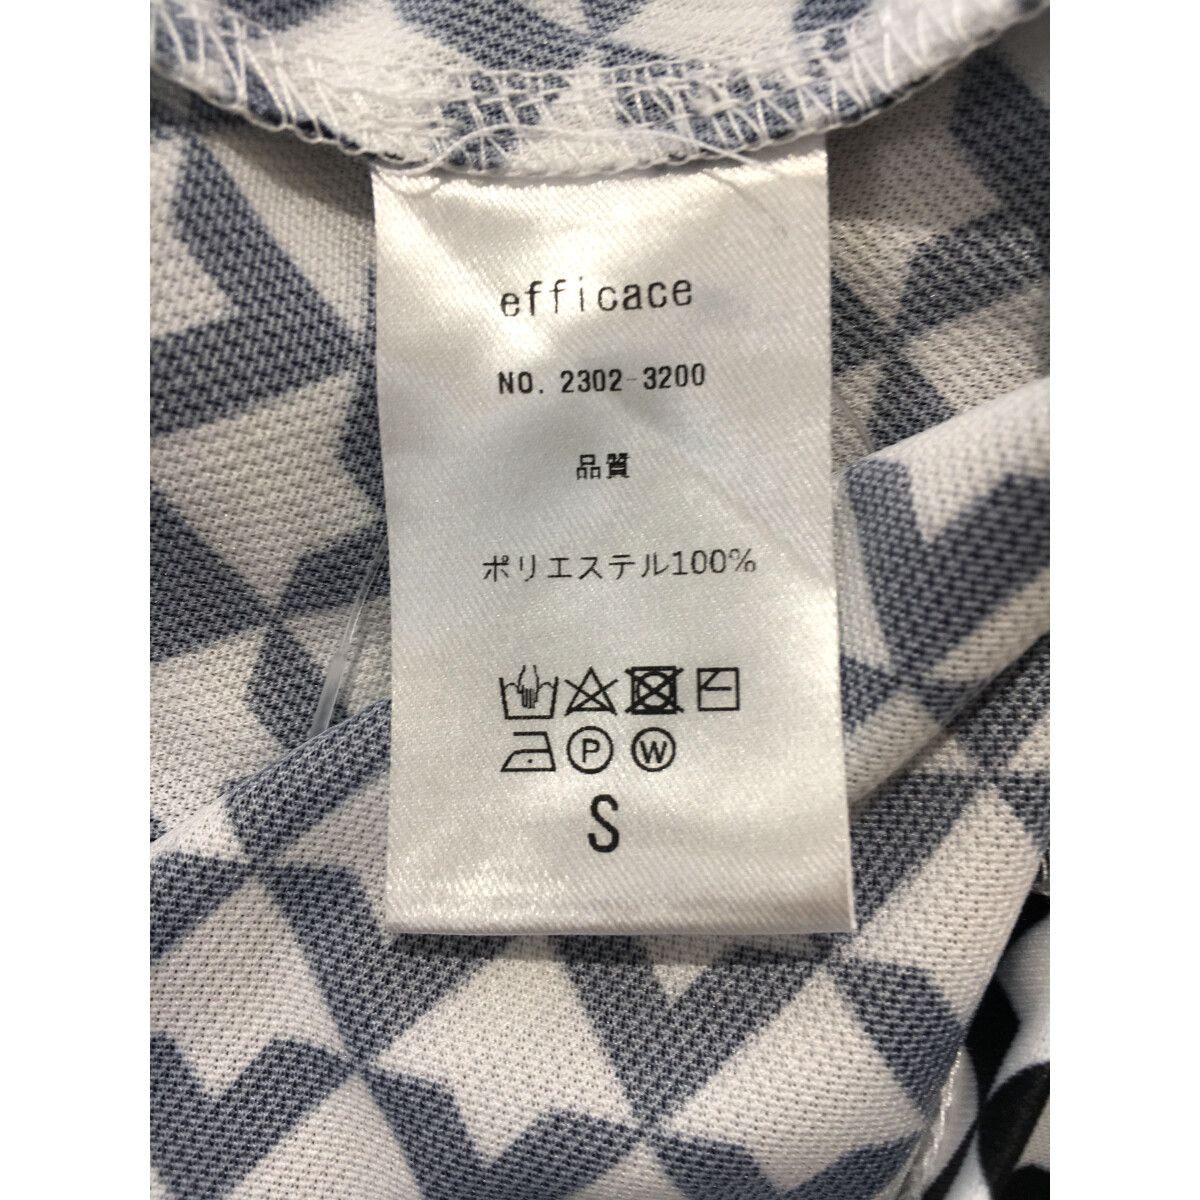 efficace
NO. 2302-3200
品質
ポリエステル100%
P W
S